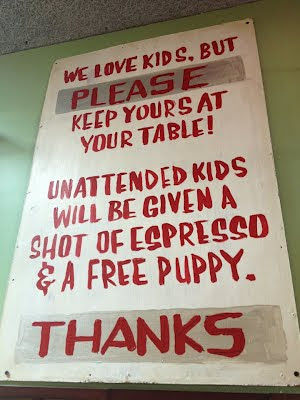 WE LOVE KIDS, BUT
PLEASE
KEEP YOURS AT
YOUR TABLE!
UNATTENDED KIDS
WILL BE GIVEN A
SHOT OF ESPRESSO
& A FREE PUPPY.
THANKS